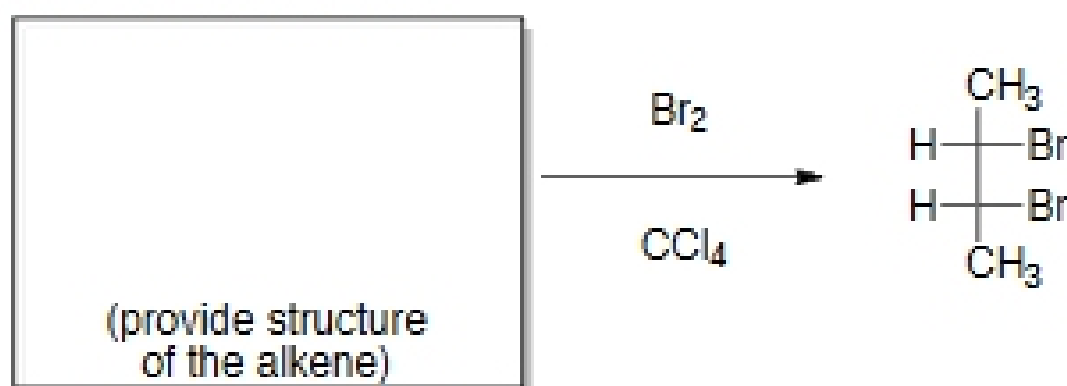 (provide structure
of the alkene)
Br2
CCl4
CH3
H Br
H Br
CH3